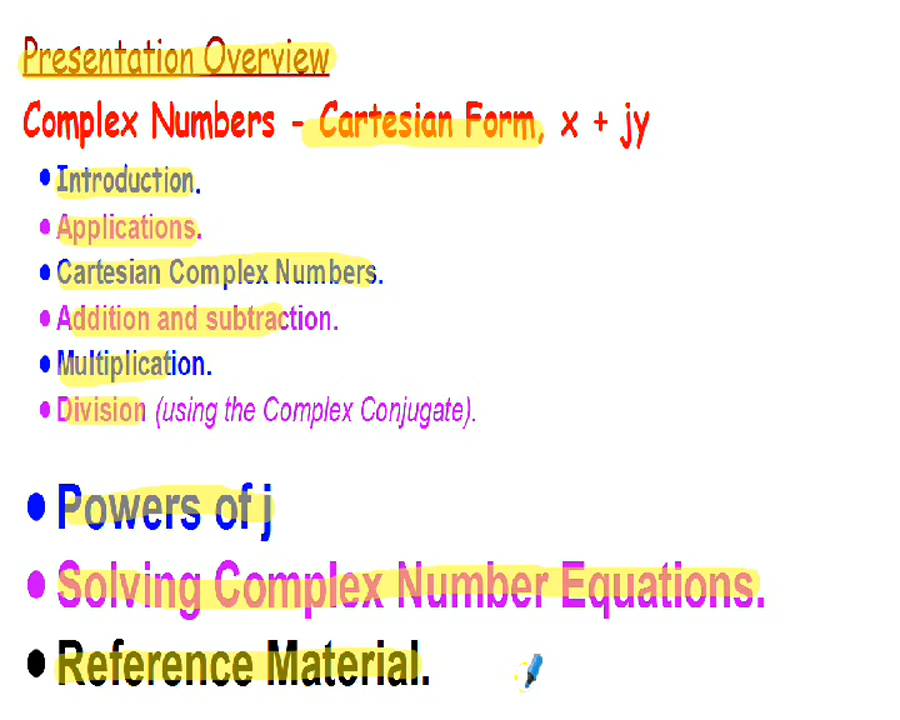 Presentation Overview
Complex Numbers - Cartesian Form, x + jy
• Introduction.
• Applications.
• Cartesian Complex Numbers.
• Addition and subtraction.
• Multiplication.
• Division (using the Complex Conjugate).
• Powers of j
• Solving Complex Number Equations.
• Reference Material.